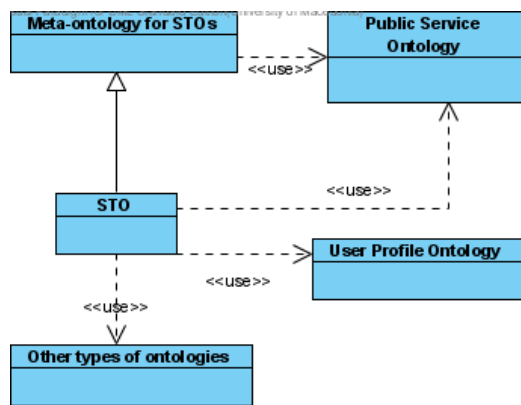 Meta-ontology for STOs
Public Service
Ontology
<<use>>
<<use>>
STO
User Profile Ontology
<<use>>
<<use>>
Other types of ontologies